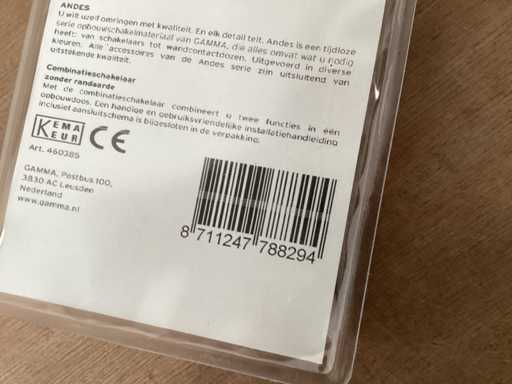 ANDES
U wilt uzelf omringen met kwaliteit. En elk detail telt. Andes is een tijdloze
serie opbouwschakelmateriaal van GAMMA, die alles omvat wat u nodig
heeft: van schakelaars tot wandcontactdozen. Uitgevoerd in diverse
kleuren. Alle accessoires van de Andes serie zijn uitsluitend van
uitstekende kwaliteit.
Combinatieschakelaar
zonder randaarde
Met de combinatieschakelaar combineert u twee functies in één
opbouwdoos. Een handige en gebruiksvriendelijke installatiehandleiding
inclusief aansluitschema is bijgesloten in de verpakking.
KEMA
KEUR
CE
Art. 460385
GAMMA, Postbus 100,
3830 AC Leusden
Nederland
www.gamma.nl
8 711247 788294